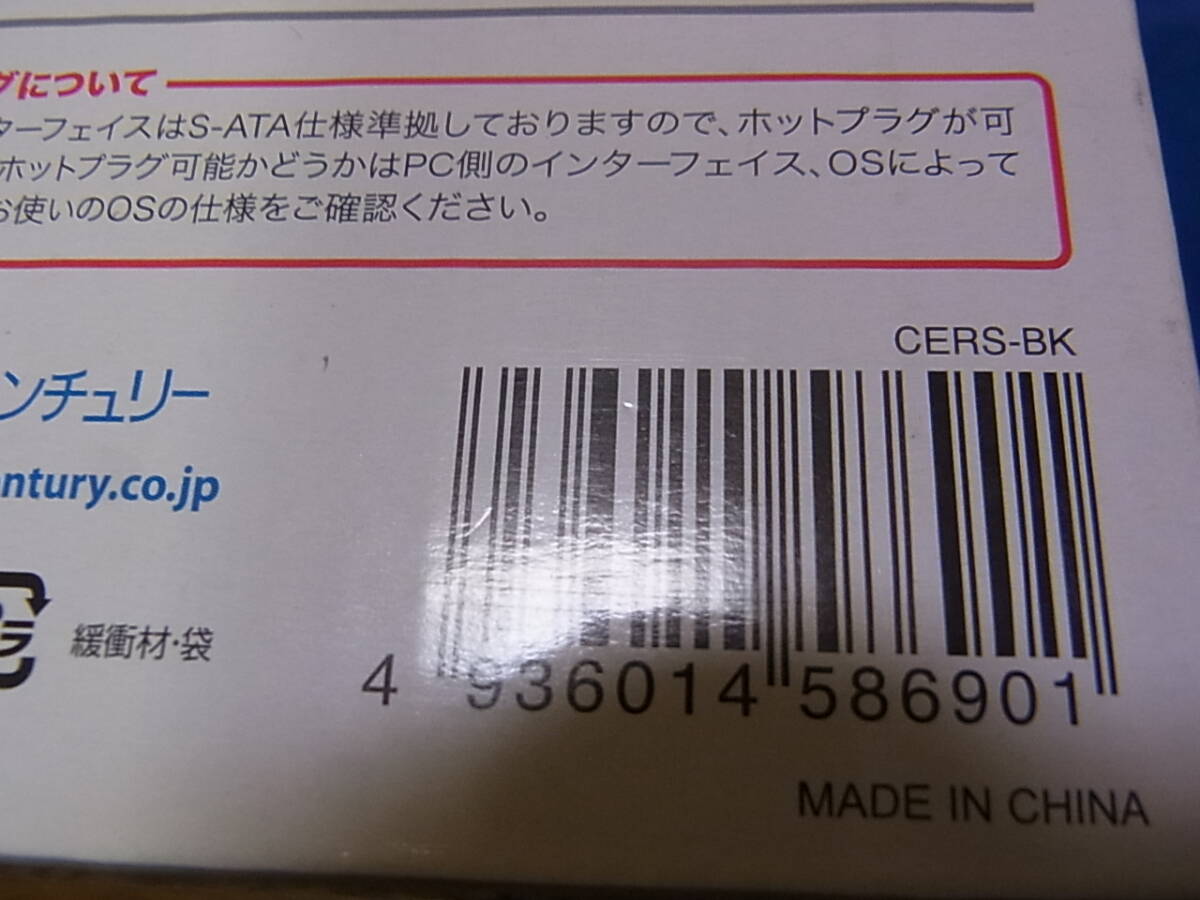 グについて
ターフェイスはS-ATA仕様準拠しておりますので、ホットプラグが可
ホットプラグ可能かどうかはPC側のインターフェイス、OSによって
お使いのOSの仕様をご確認ください。
CERS-BK
ンチュリー
entury.co.jp
プラ
緩衝材・袋
4 936014 586901
MADE IN CHINA